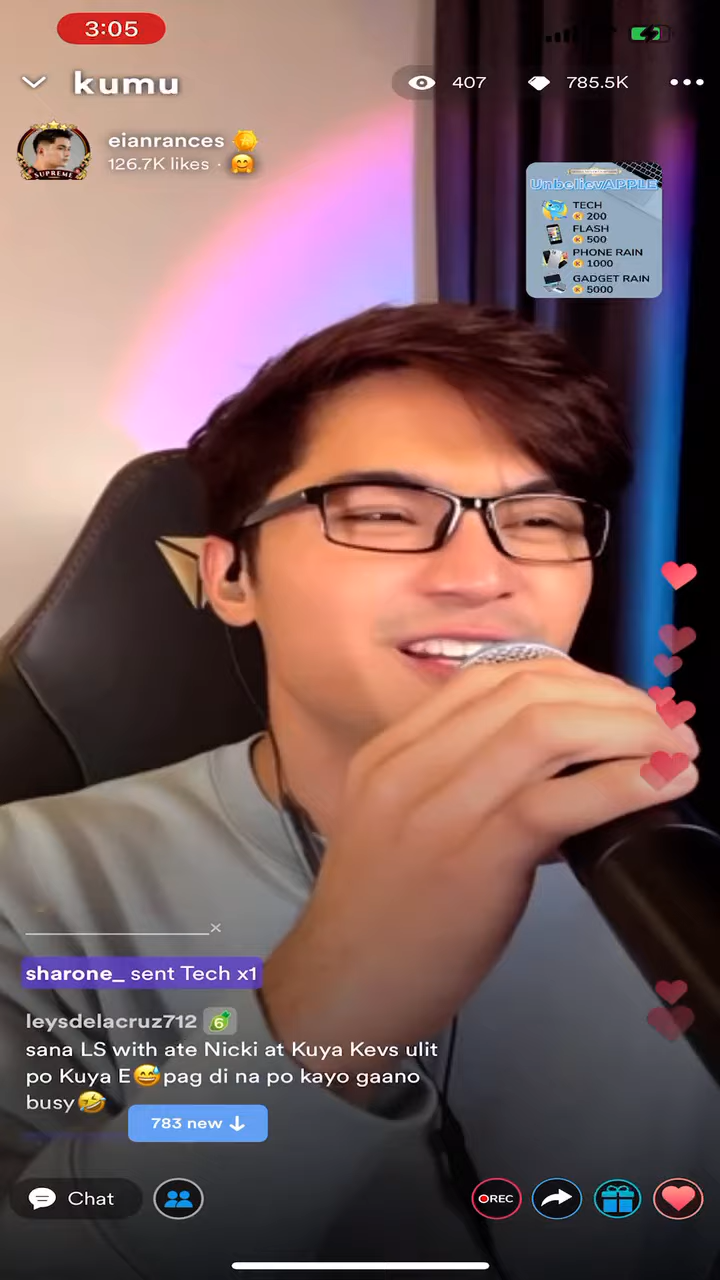 3:05
kumu
407
785.5K
eianrances
126.7K likes ·
SUPREME
UnbelievAPPLE
TECH
200
FLASH
500
PHONE RAIN
1000
GADGET RAIN
5000
sharone_ sent Tech x1
leysdelacruz712 6
sana LS with ate Nicki at Kuya Kevs ulit
po Kuya E😅pag di na po kayo gaano
busy🤣
783 new ↓
Chat
REC